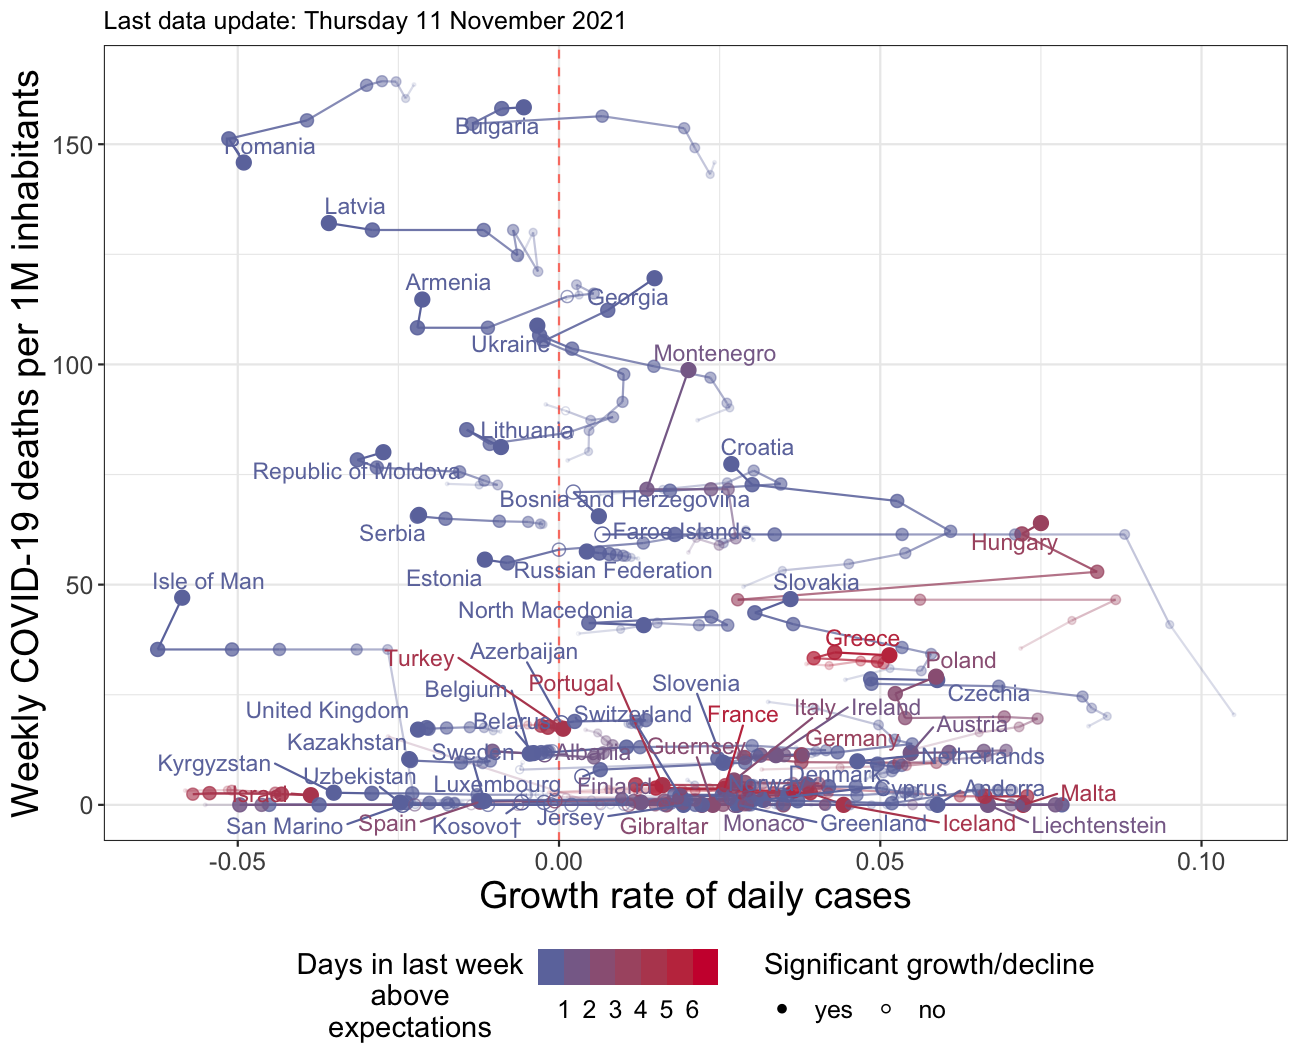 Last data update: Thursday 11 November 2021
Weekly COVID-19 deaths per 1M inhabitants
150
100
50
0
Bulgaria
Romania
Latvia
Armenia
Georgia
Ukraine
Montenegro
Lithuania
Croatia
Republic of Moldova
Bosnia and Herzegovina
Serbia
Faroe Islands
Hungary
Estonia
Russian Federation
Isle of Man
Slovakia
North Macedonia
Greece
Turkey
Azerbaijan
Poland
Belgium
Portugal
Slovenia
Czechia
United Kingdom
Belarus
Switzerland
France
Italy
Ireland
Austria
Kazakhstan
Sweden
Albania
Guernsey
Germany
Netherlands
Kyrgyzstan
Uzbekistan
Luxembourg
Finland
Norway
Denmark
Cyprus
Andorra
Malta
Israel
San Marino
Spain
Kosovo†
Jersey
Gibraltar
Monaco
Greenland
Iceland
Liechtenstein
-0.05
0.00
0.05
0.10
Growth rate of daily cases
Days in last week
above
expectations
1 2 3 4 5 6
Significant growth/decline
yes
no